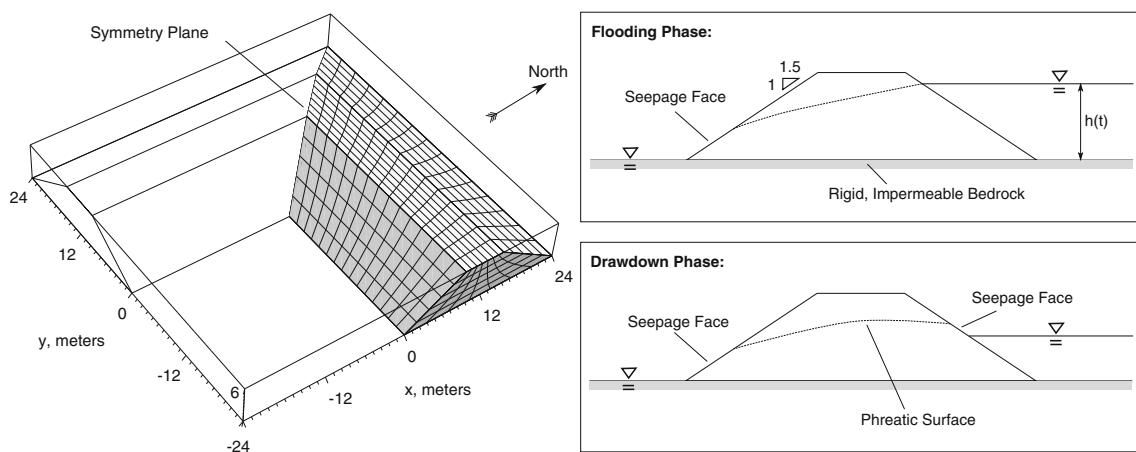 Symmetry Plane
North
24
12
0
-12
-24
y, meters
6
-12
0
12
24
x, meters
Flooding Phase:
1.5
1
Seepage Face
h(t)
Rigid, Impermeable Bedrock
Drawdown Phase:
Seepage Face
Seepage Face
Phreatic Surface